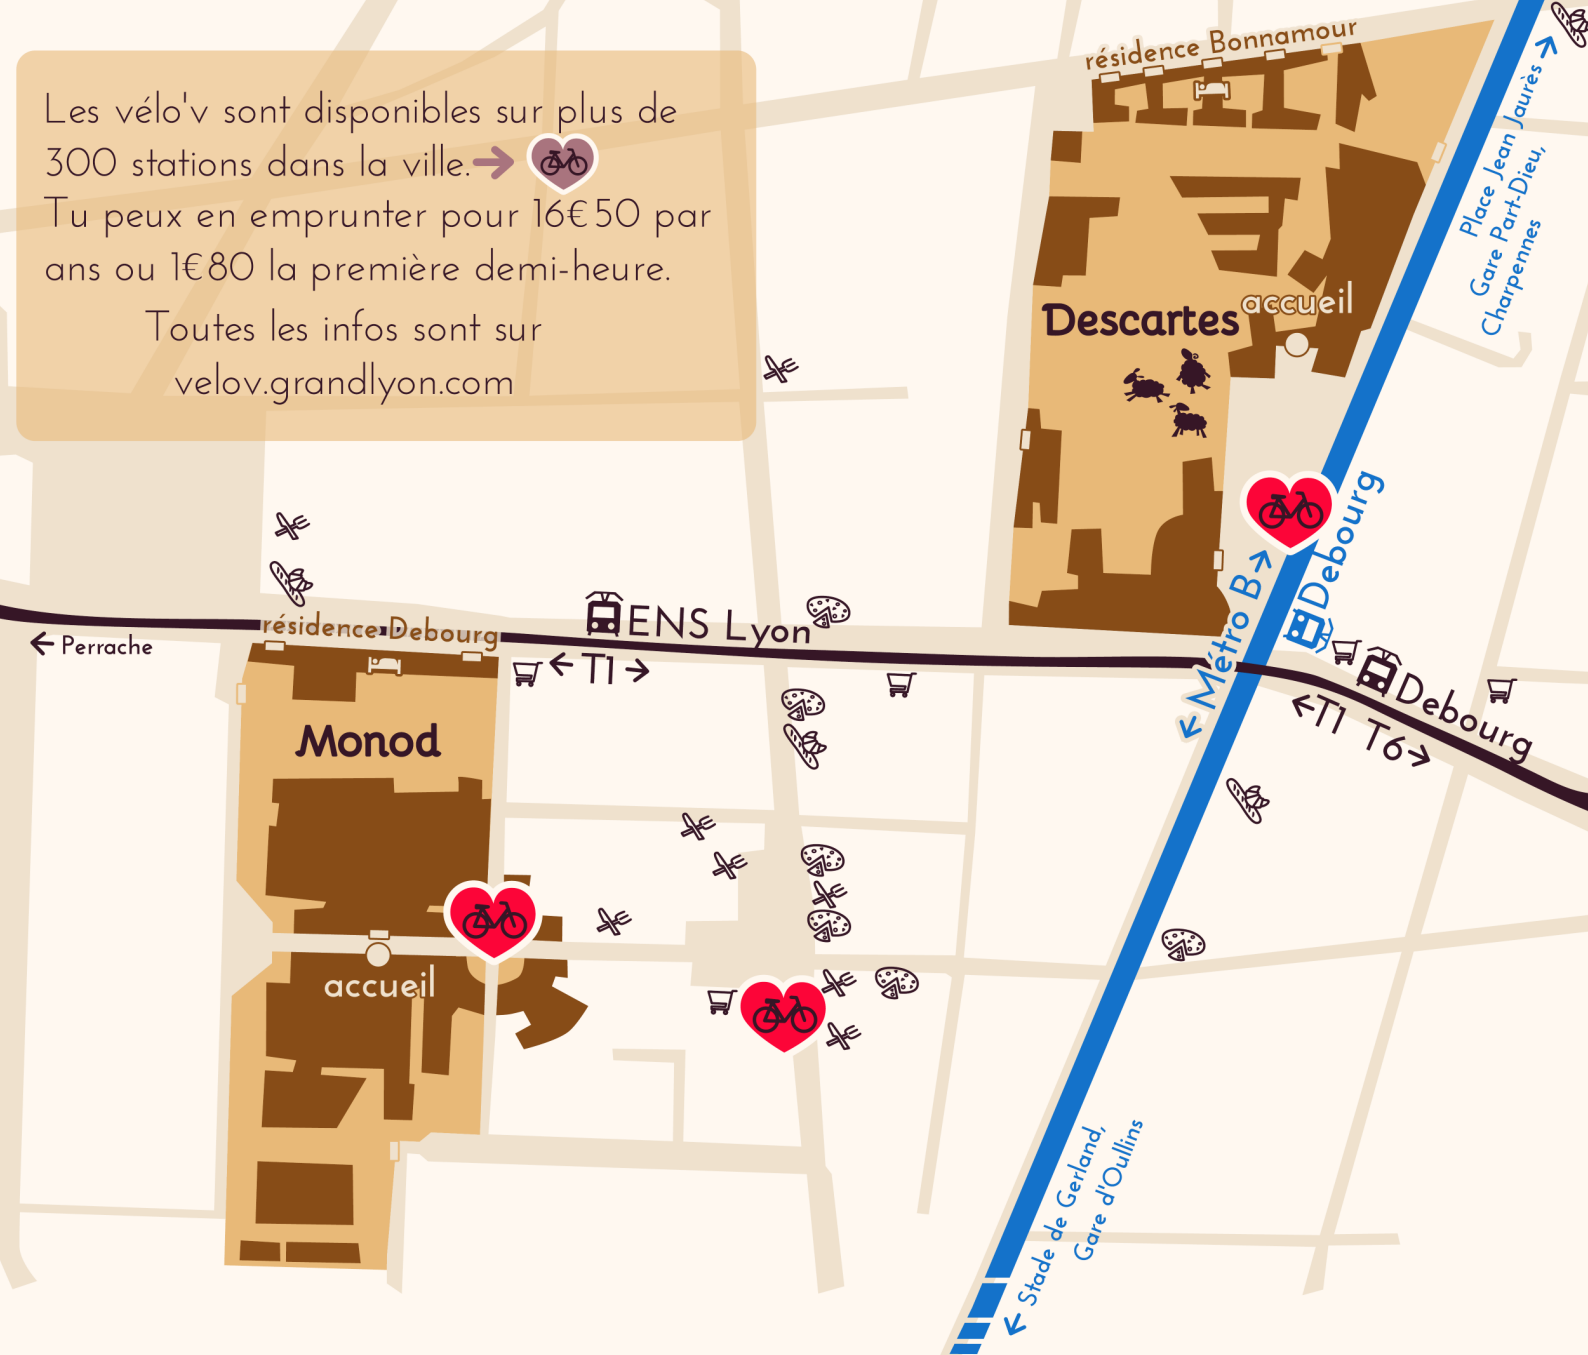 Les vélo'v sont disponibles sur plus de
300 stations dans la ville.
Tu peux en emprunter pour 16€50 par
ans ou 1€80 la première demi-heure.
Toutes les infos sont sur
velov.grandlyon.com
résidence Bonnamour
Place Jean Jaurès
Gare Part-Dieu,
Charpennes
accueil
Descartes
Debourg
Métro B
résidence Debourg
ENS Lyon
Perrache
T1
Debourg
T1 T6
Monod
accueil
Stade de Gerland,
Gare d'Oullins